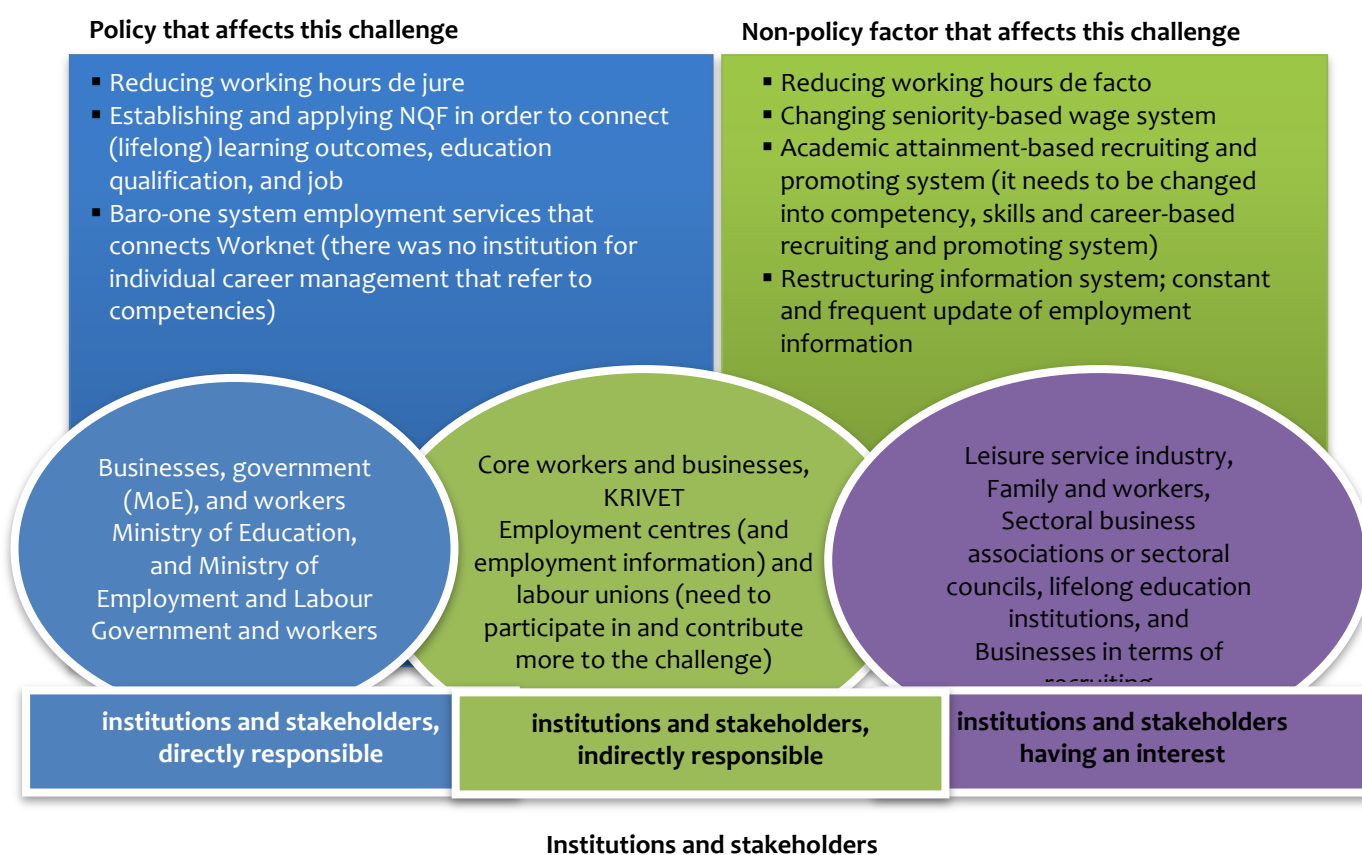 Policy that affects this challenge
▪ Reducing working hours de jure
▪ Establishing and applying NQF in order to connect
(lifelong) learning outcomes, education
qualification, and job
▪ Baro-one system employment services that
connects Worknet (there was no institution for
individual career management that refer to
competencies)
Non-policy factor that affects this challenge
▪ Reducing working hours de facto
▪ Changing seniority-based wage system
▪ Academic attainment-based recruiting and
promoting system (it needs to be changed
into competency, skills and career-based
recruiting and promoting system)
▪ Restructuring information system; constant
and frequent update of employment
information
Businesses, government
(MoE), and workers
Ministry of Education,
and Ministry of
Employment and Labour
Government and workers
Core workers and businesses,
KRIVET
Employment centres (and
employment information) and
labour unions (need to
participate in and contribute
more to the challenge)
Leisure service industry,
Family and workers,
Sectoral business
associations or sectoral
councils, lifelong education
institutions, and
Businesses in terms of
recruiting
institutions and stakeholders,
directly responsible
institutions and stakeholders,
indirectly responsible
institutions and stakeholders
having an interest
Institutions and stakeholders